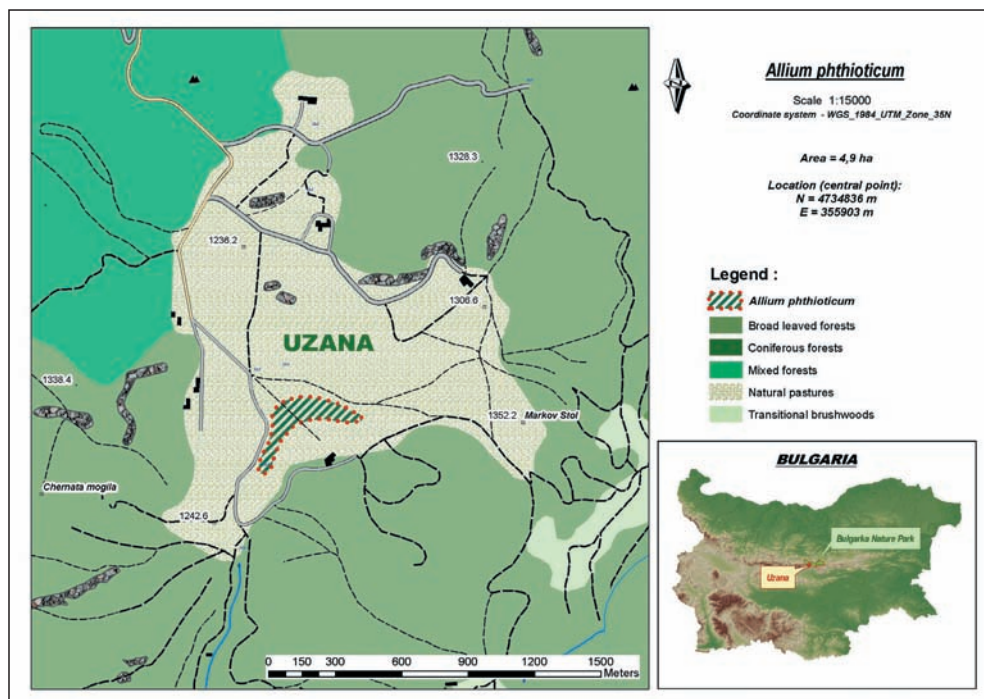 1328.3
1236.2
1306.6
UZANA
1338.4
1352.2
Markov Stol
Chernata mogila
1242.6
0 150 300 600 900 1200 1500
Meters
Allium phthioticum
Scale 1:15000
Coordinate system - WGS_1984_UTM_Zone_35N
Area = 4,9 ha
Location (central point):
N = 4734836 m
E = 355903 m
Legend :
Allium phthioticum
Broad leaved forests
Coniferous forests
Mixed forests
Natural pastures
Transitional brushwoods
BULGARIA
Bulgarka Nature Park
Uzana